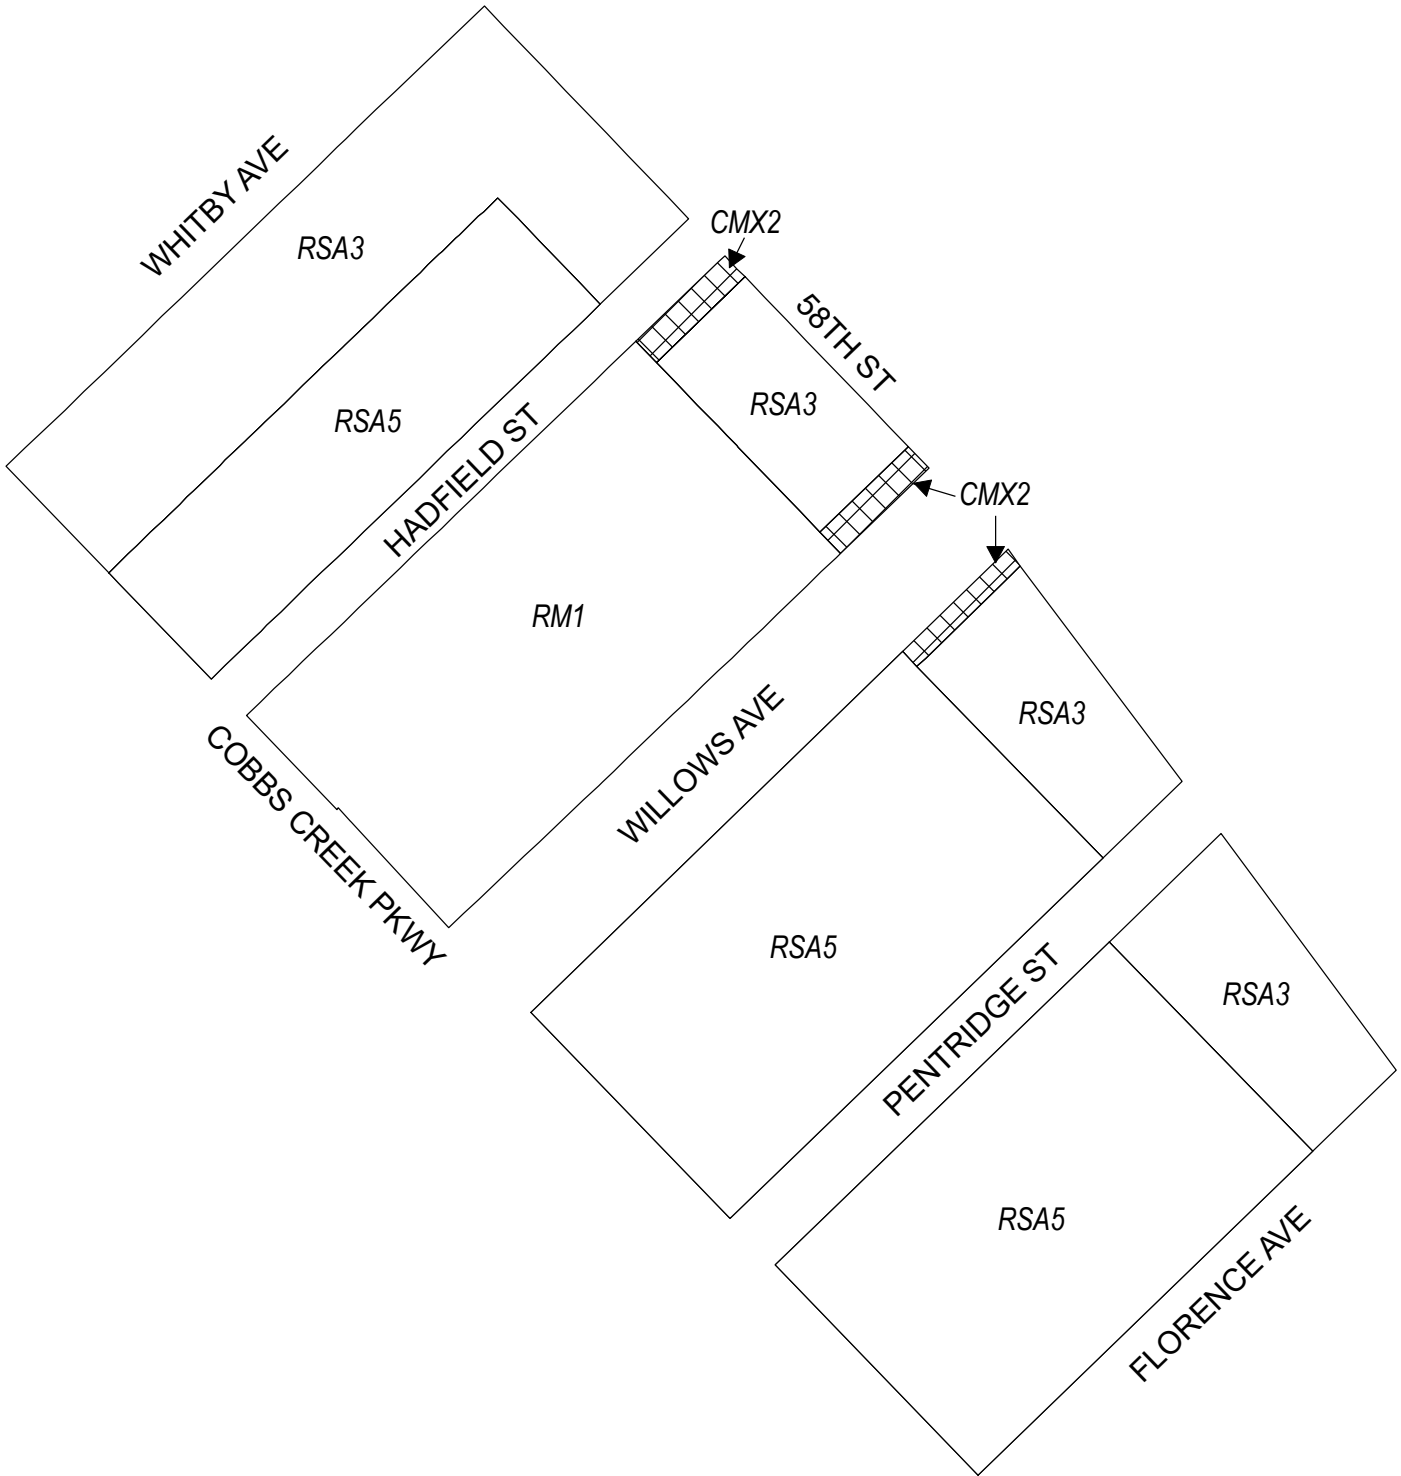 WHITBY AVE
RSA3
CMX2
58TH ST
RSA5
HADFIELD ST
RSA3
CMX2
RM1
RSA3
WILLOWS AVE
COBBS CREEK PKWY
RSA5
PENTRIDGE ST
RSA3
RSA5
FLORENCE AVE